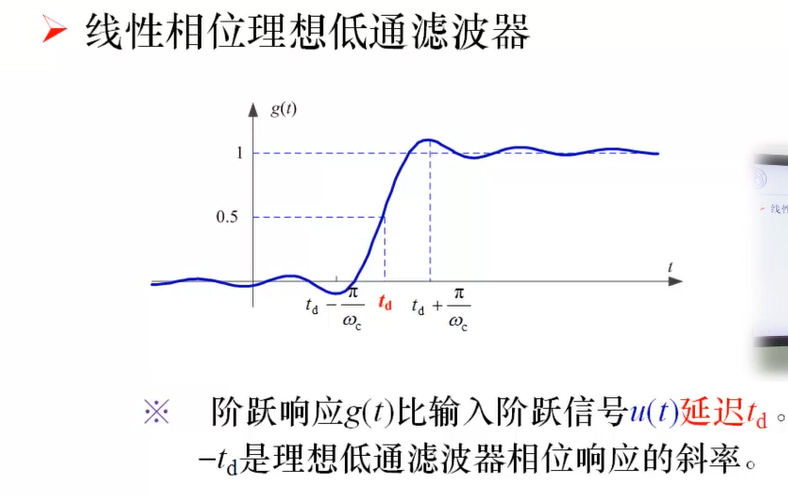 ➢ 线性相位理想低通滤波器
g(t)
1
0.5
t
t_d − π/ω_c
t_d
t_d + π/ω_c
线性
※ 阶跃响应g(t)比输入阶跃信号u(t)延迟t_d。
−t_d是理想低通滤波器相位响应的斜率。